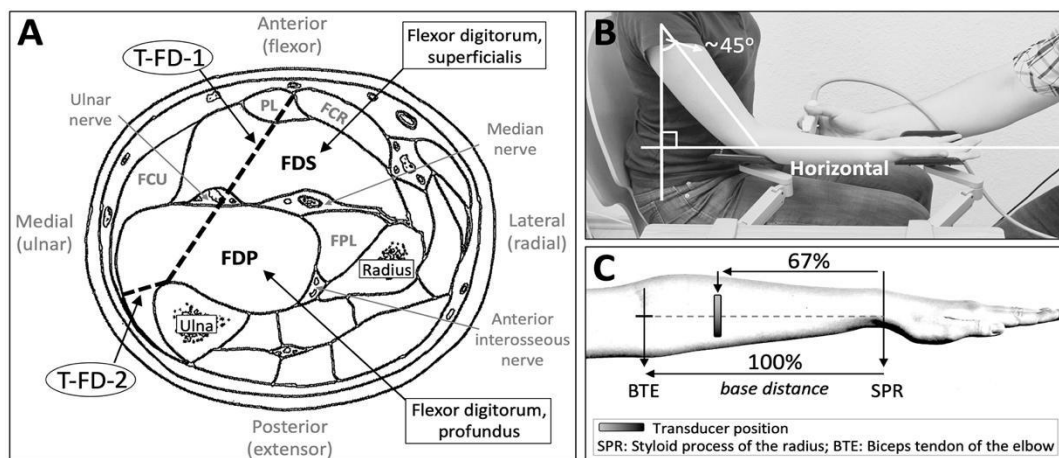 A
Anterior
(flexor)
T-FD-1
Flexor digitorum,
superficialis
Ulnar
nerve
PL
FCR
Median
nerve
FDS
FCU
Medial
(ulnar)
Lateral
(radial)
FDP
FPL
Radius
Ulna
T-FD-2
Anterior
interosseous
nerve
Flexor digitorum,
profundus
Posterior
(extensor)
B
~45º
Horizontal
C
67%
100%
BTE
base distance
SPR
Transducer position
SPR: Styloid process of the radius; BTE: Biceps tendon of the elbow